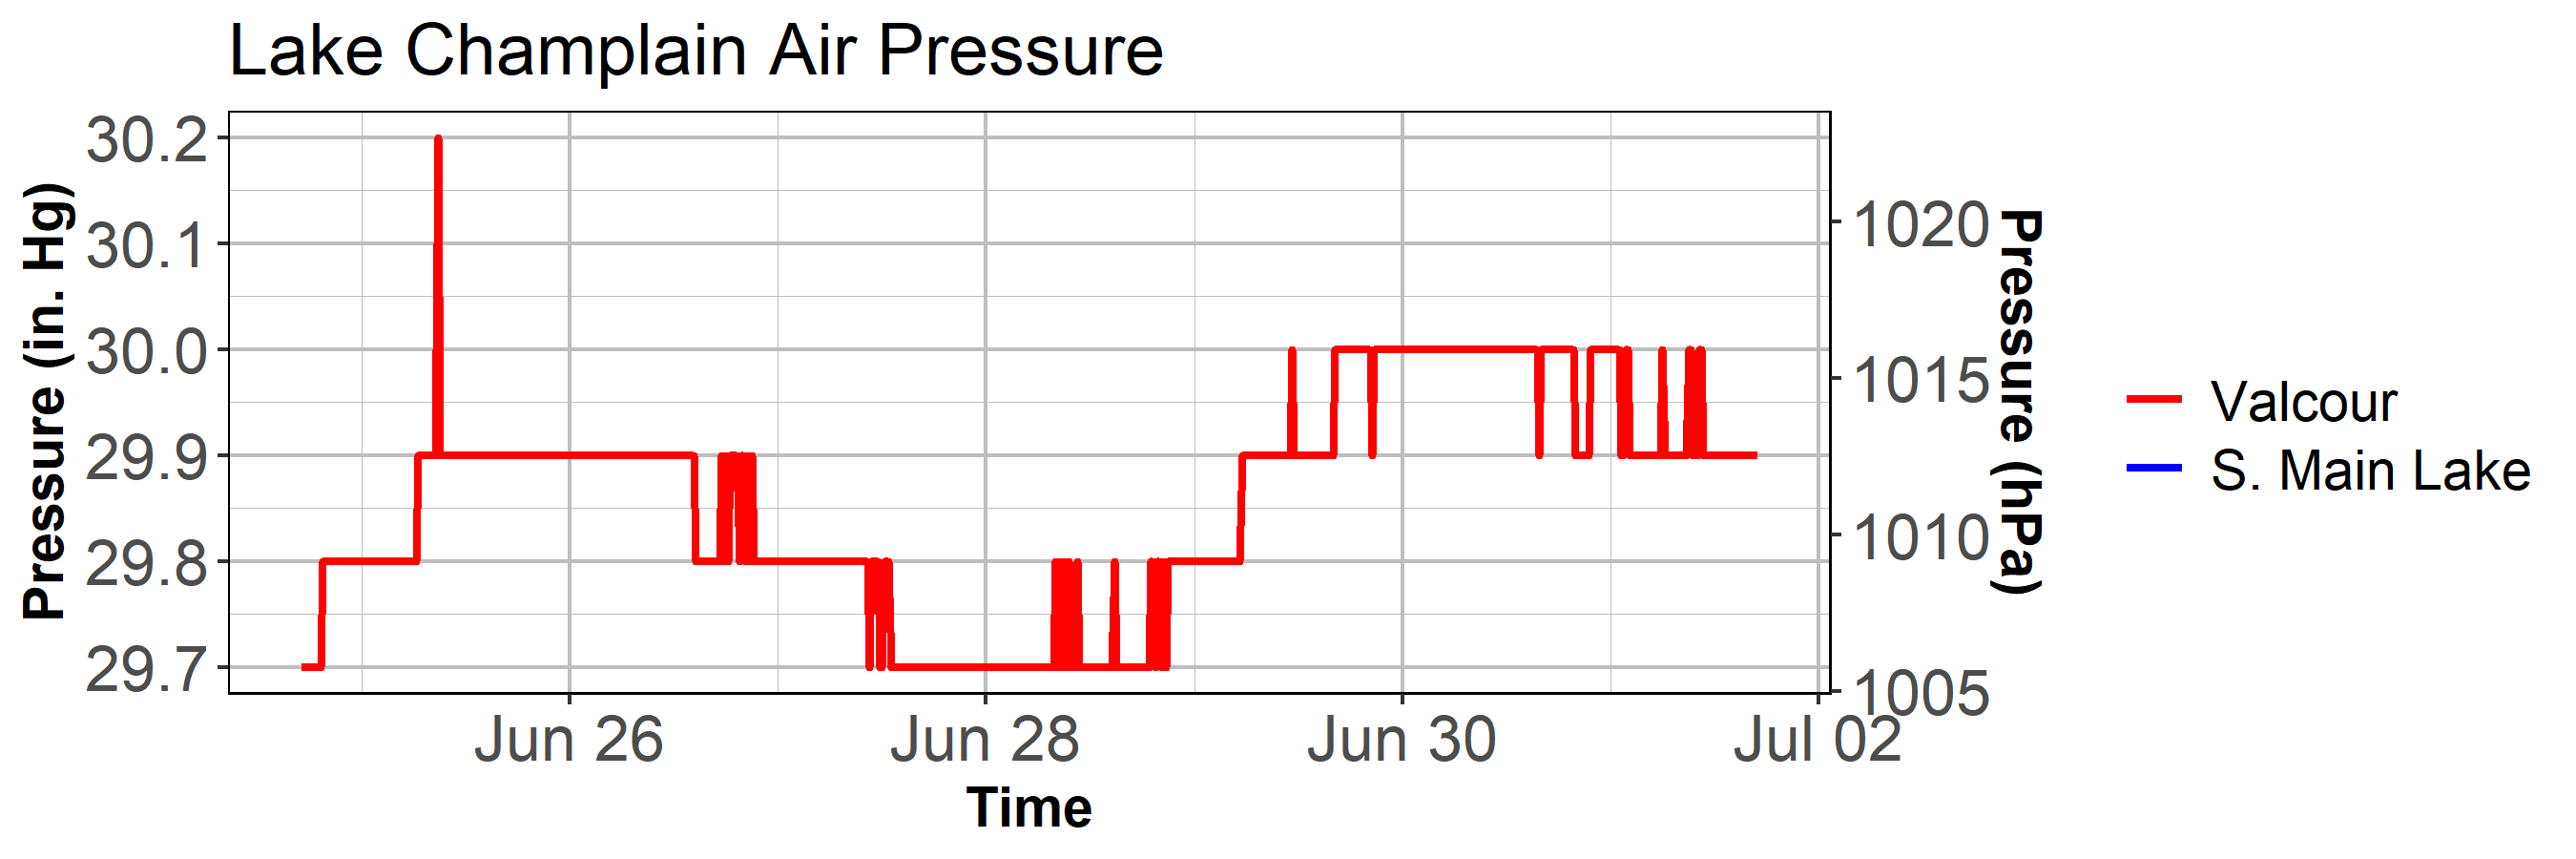 Lake Champlain Air Pressure
Pressure (in. Hg)
30.2
30.1
30.0
29.9
29.8
29.7
1020
1015
1010
1005
Pressure (hPa)
Jun 26 Jun 28 Jun 30 Jul 02
Time
Valcour
S. Main Lake